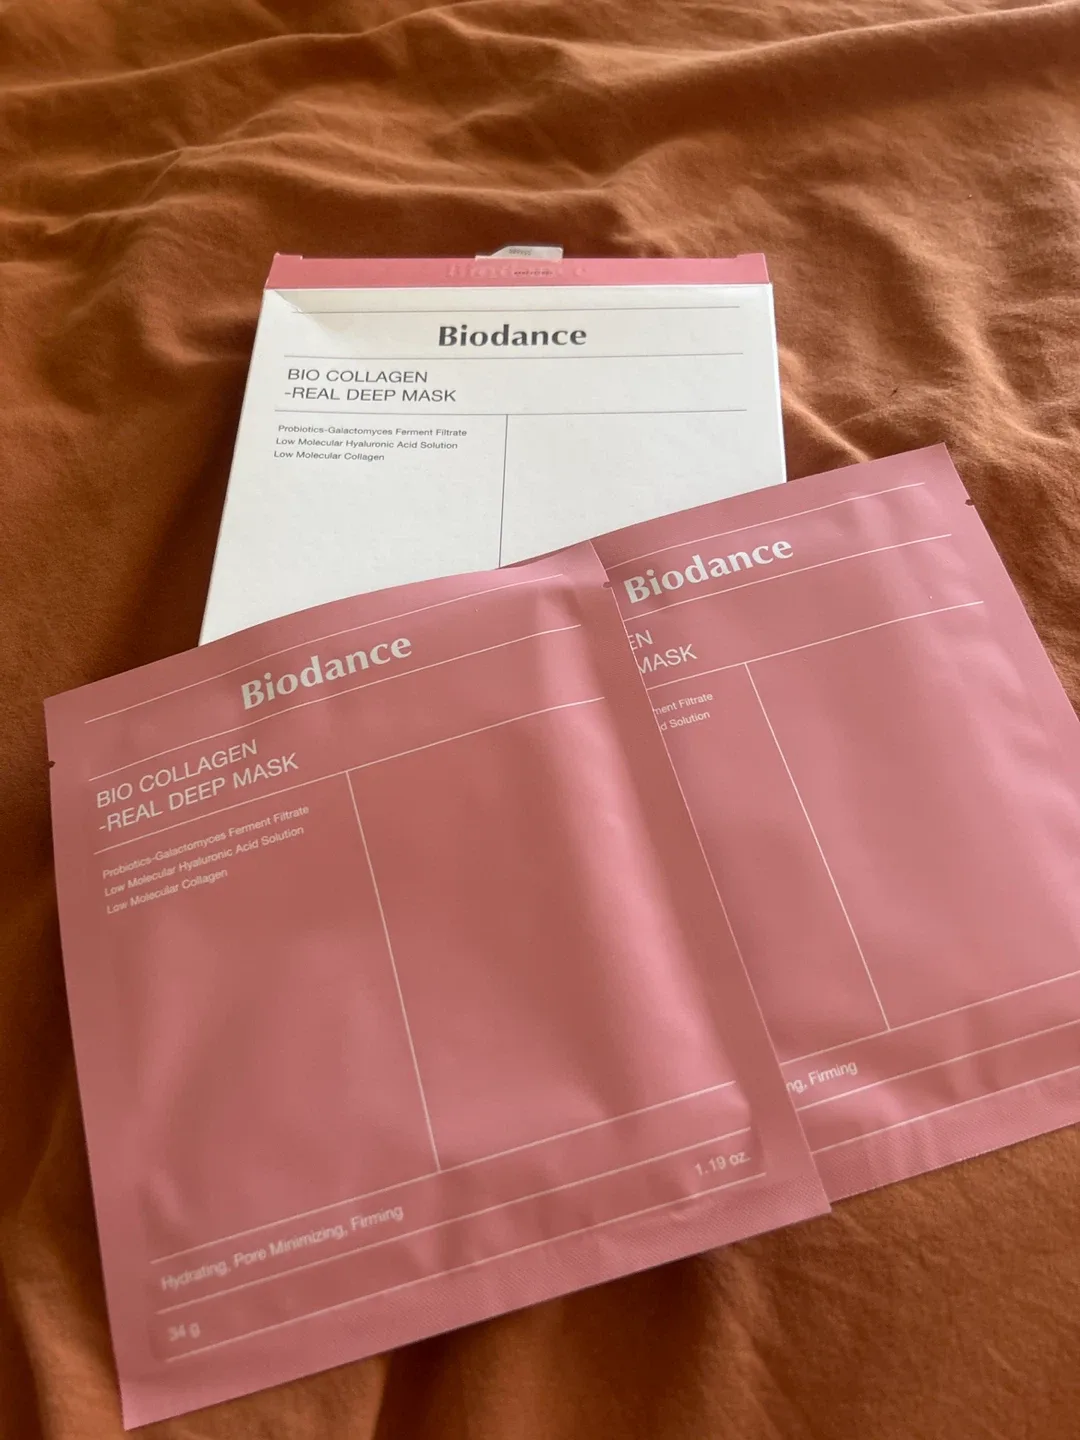 Biodance
BIO COLLAGEN
-REAL DEEP MASK
Probiotics-Galactomyces Ferment Filtrate
Low Molecular Hyaluronic Acid Solution
Low Molecular Collagen
Biodance
BIO COLLAGEN
-REAL DEEP MASK
Probiotics-Galactomyces Ferment Filtrate
Low Molecular Hyaluronic Acid Solution
Low Molecular Collagen
Hydrating, Pore Minimizing, Firming
1.19 oz.
34 g
Biodance
EN
MASK
ment Filtrate
d Solution
ng, Firming